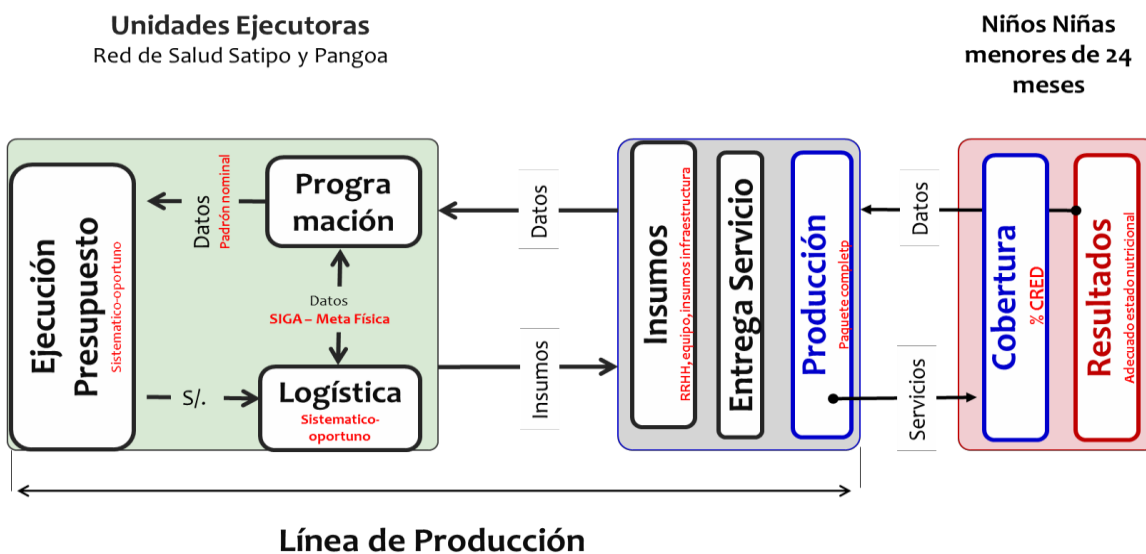 Unidades Ejecutoras
Red de Salud Satipo y Pangoa
Niños Niñas
menores de 24
meses
Ejecución
Presupuesto
Sistematico-oportuno
Datos
Padrón nominal
Progra
mación
Datos
SIGA – Meta Física
S/.
Logística
Sistematico-
oportuno
Datos
Insumos
Insumos
RRHH, equipo, insumos infraestructura
Entrega Servicio
Producción
Paquete completp
Datos
Servicios
Cobertura
% CRED
Resultados
Adecuado estado nutricional
Línea de Producción